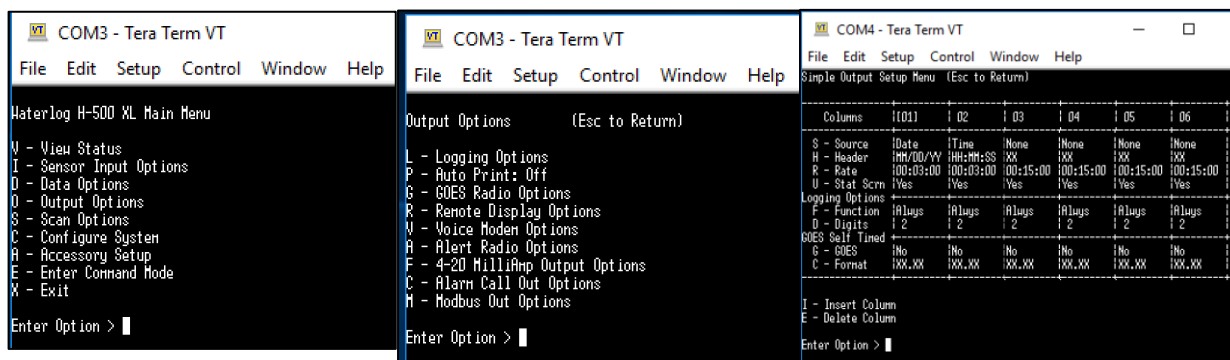 COM3 - Tera Term VT
File Edit Setup Control Window Help
Waterlog H-500 XL Main Menu
V - View Status
I - Sensor Input Options
D - Data Options
O - Output Options
S - Scan Options
C - Configure System
A - Accessory Setup
E - Enter Command Mode
X - Exit
Enter Option >
COM3 - Tera Term VT
File Edit Setup Control Window Help
Output Options (Esc to Return)
L - Logging Options
P - Auto Print: Off
G - GOES Radio Options
R - Remote Display Options
V - Voice Modem Options
A - Alert Radio Options
F - 4-20 MilliAmp Output Options
C - Alarm Call Out Options
M - Modbus Out Options
Enter Option >
COM4 - Tera Term VT
File Edit Setup Control Window Help
Simple Output Setup Menu (Esc to Return)
Columns |[01] | 02 | 03 | 04 | 05 | 06 |
S - Source |Date |Time |None |None |None |None
H - Header |MM/DD/YY |HH:MM:SS |XX |XX |XX |XX
R - Rate |00:03:00 |00:03:00 |00:15:00 |00:15:00 |00:15:00 |00:15:00
U - Stat Scrn |Yes |Yes |Yes |Yes |Yes |Yes
Logging Options
F - Function |Alwys |Alwys |Alwys |Alwys |Alwys |Alwys
D - Digits | 2 | 2 | 2 | 2 | 2 | 2
GOES Self Timed
G - GOES |No |No |No |No |No |No
C - Format |XX.XX |XX.XX |XX.XX |XX.XX |XX.XX |XX.XX
I - Insert Column
E - Delete Column
Enter Option >